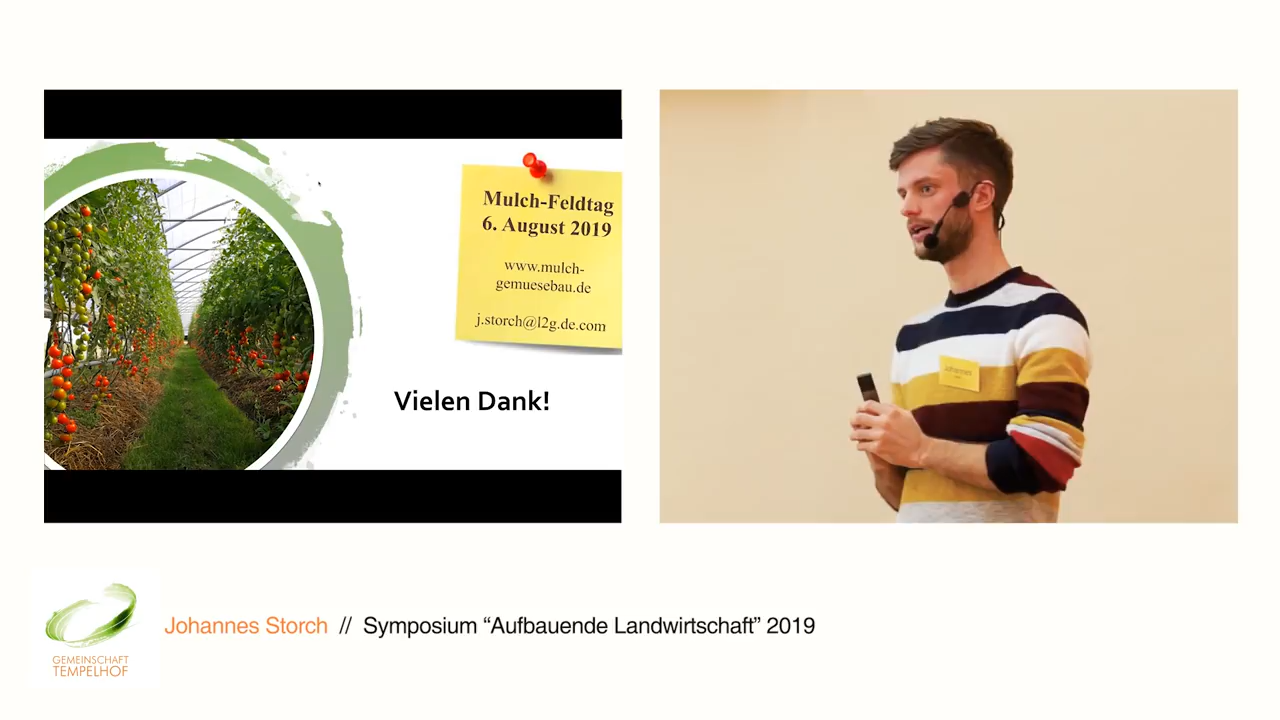 Mulch-Feldtag
6. August 2019
www.mulch-
gemuesebau.de
j.storch@l2g.de.com
Vielen Dank!
Johannes
GEMEINSCHAFT
TEMPELHOF
Johannes Storch // Symposium “Aufbauende Landwirtschaft” 2019